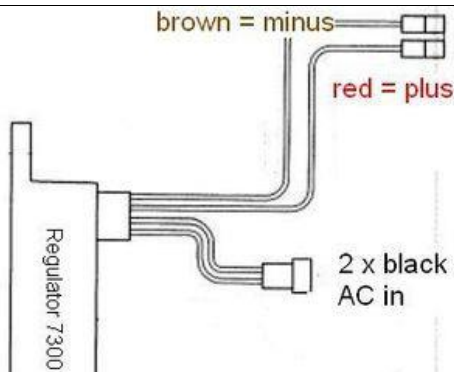 brown = minus
red = plus
Regulator 7300
2 x black
AC in